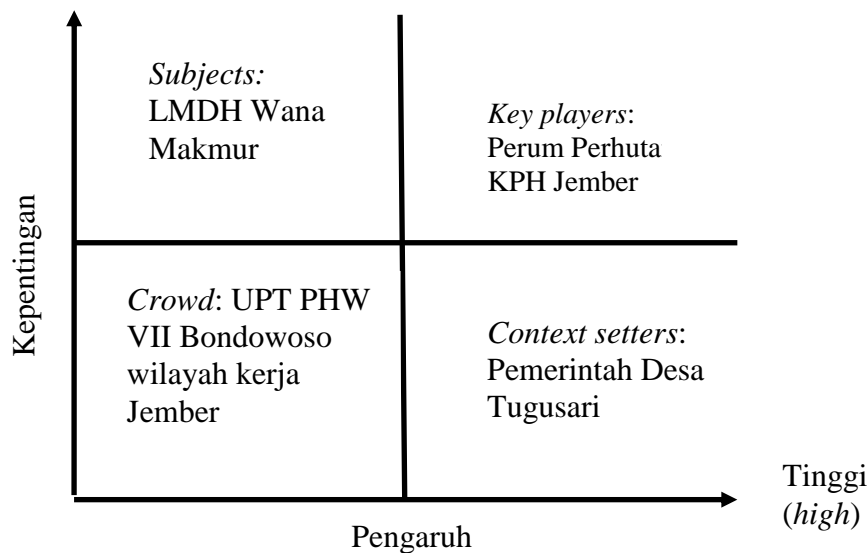 Subjects:
LMDH Wana
Makmur
Key players:
Perum Perhuta
KPH Jember
Kepentingan
Crowd: UPT PHW
VII Bondowoso
wilayah kerja
Jember
Context setters:
Pemerintah Desa
Tugusari
Tinggi
(high)
Pengaruh